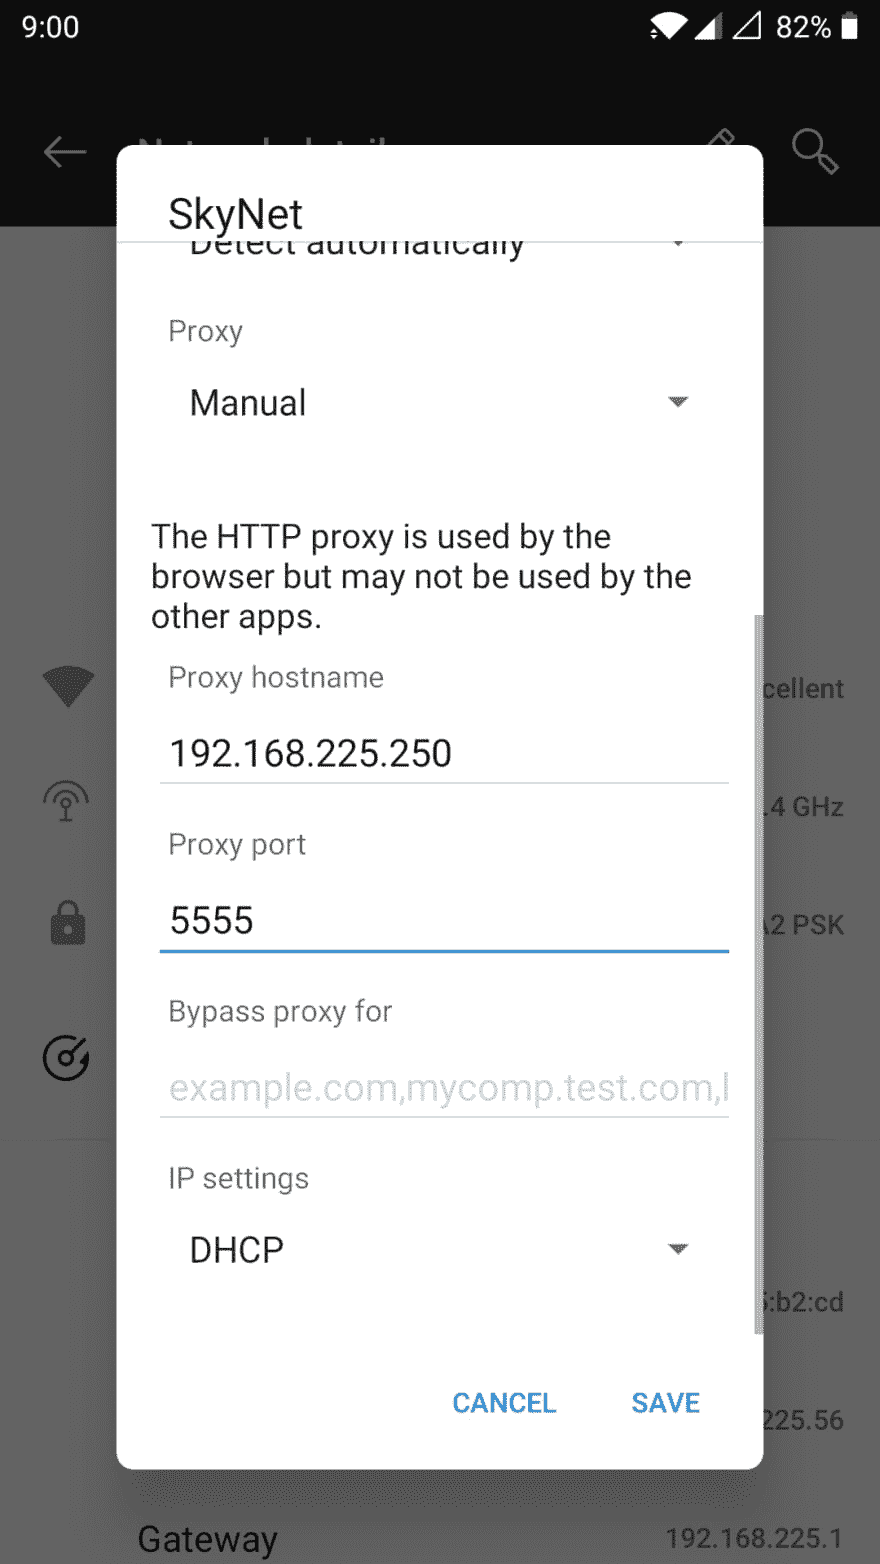 9:00
82%
SkyNet
Detect automatically
Proxy
Manual
The HTTP proxy is used by the
browser but may not be used by the
other apps.
Proxy hostname
cellent
192.168.225.250
.4 GHz
Proxy port
5555
A2 PSK
Bypass proxy for
example.com,mycomp.test.com,l
IP settings
DHCP
:b2:cd
CANCEL
SAVE
225.56
Gateway
192.168.225.1